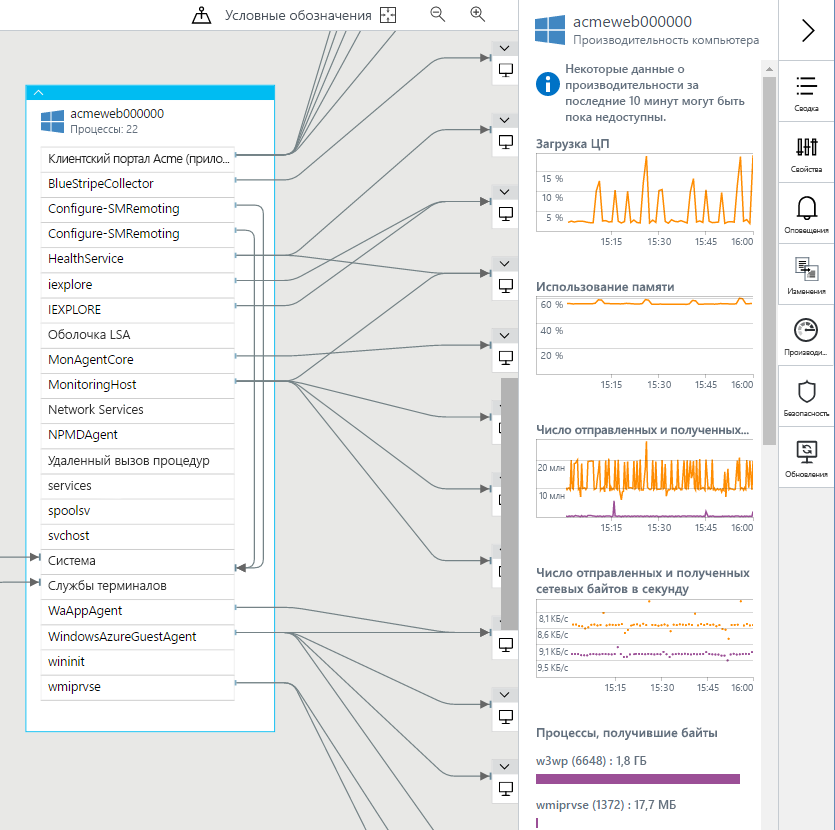 Условные обозначения
acmeweb000000
Процессы: 22
Клиентский портал Acme (прило...
BlueStripeCollector
Configure-SMRemoting
Configure-SMRemoting
HealthService
iexplore
IEXPLORE
Оболочка LSA
MonAgentCore
MonitoringHost
Network Services
NPMDAgent
Удаленный вызов процедур
services
spoolsv
svchost
Система
Службы терминалов
WaAppAgent
WindowsAzureGuestAgent
wininit
wmiprvse
acmeweb000000
Производительность компьютера
Некоторые данные о
производительности за
последние 10 минут могут быть
пока недоступны.
Загрузка ЦП
15 %
10 %
5 %
15:15 15:30 15:45 16:00
Использование памяти
60 %
40 %
20 %
15:15 15:30 15:45 16:00
Число отправленных и полученных...
20 млн
10 млн
15:15 15:30 15:45 16:00
Число отправленных и полученных
сетевых байтов в секунду
8,1 КБ/с
8,6 КБ/с
9,1 КБ/с
9,5 КБ/с
15:15 15:30 15:45 16:00
Процессы, получившие байты
w3wp (6648) : 1,8 ГБ
wmiprvse (1372) : 17,7 МБ
Сводка
Свойства
Оповещения
Изменения
Производи...
Безопасность
Обновления